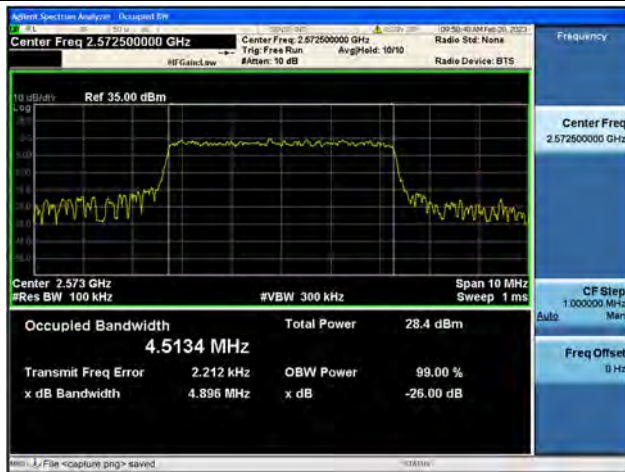 Agilent Spectrum Analyzer - Occupied BW
Center Freq 2.572500000 GHz
#IFGain:Low
Center Freq: 2.572500000 GHz
Trig: Free Run Avg|Hold: 10/10
#Atten: 10 dB
09:50:40 AM Feb 20, 2023
Radio Std: None
Radio Device: BTS
Frequency
10 dB/div Ref 35.00 dBm
Log
Center Freq
2.572500000 GHz
Center 2.573 GHz Span 10 MHz
#Res BW 100 kHz #VBW 300 kHz Sweep 1 ms
CF Step
1.000000 MHz
Auto Man
Occupied Bandwidth Total Power 28.4 dBm
4.5134 MHz
Transmit Freq Error 2.212 kHz OBW Power 99.00 %
x dB Bandwidth 4.896 MHz x dB -26.00 dB
Freq Offset
0 Hz
MSG File <capture.png> saved STATUS